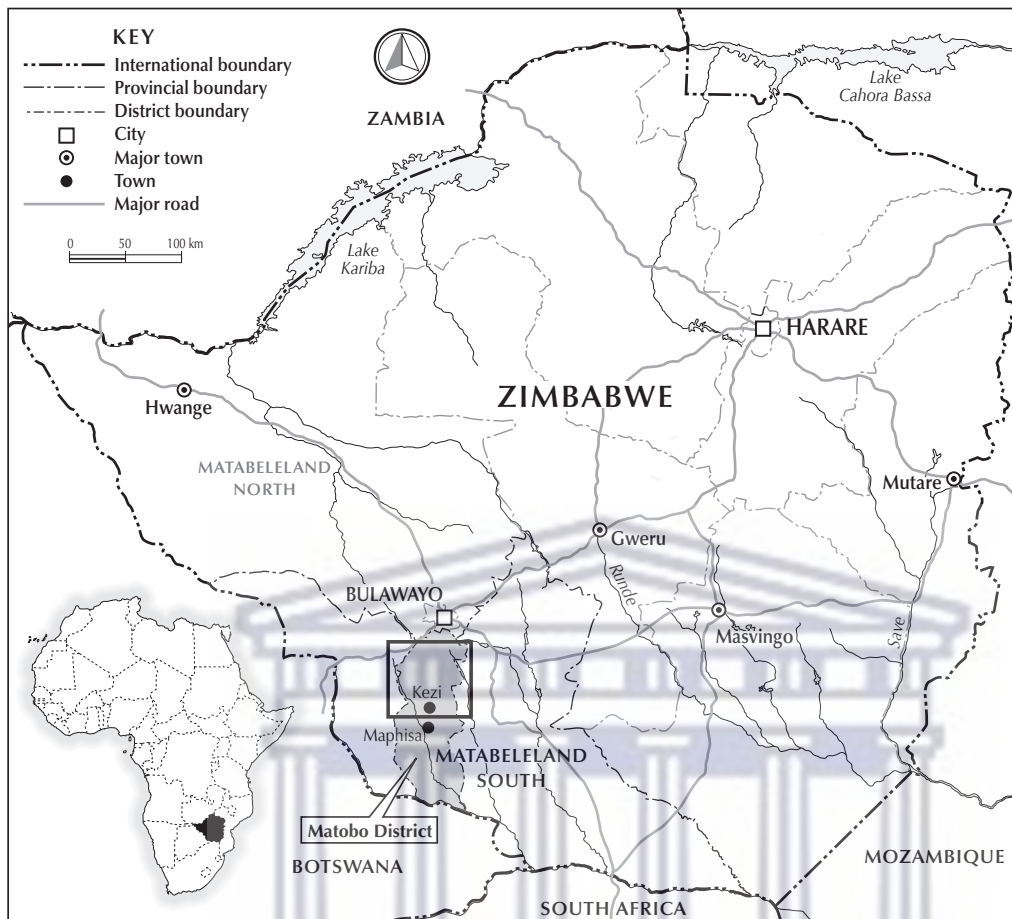 KEY
International boundary
Provincial boundary
District boundary
City
Major town
Town
Major road
0 50 100 km
ZAMBIA
Lake
Cahora Bassa
Lake
Kariba
HARARE
ZIMBABWE
Hwange
MATABELELAND
NORTH
Mutare
Gweru
Runde
BULAWAYO
Masvingo
Save
Kezi
Maphisa
MATABELELAND
SOUTH
Matobo District
BOTSWANA
MOZAMBIQUE
SOUTH AFRICA